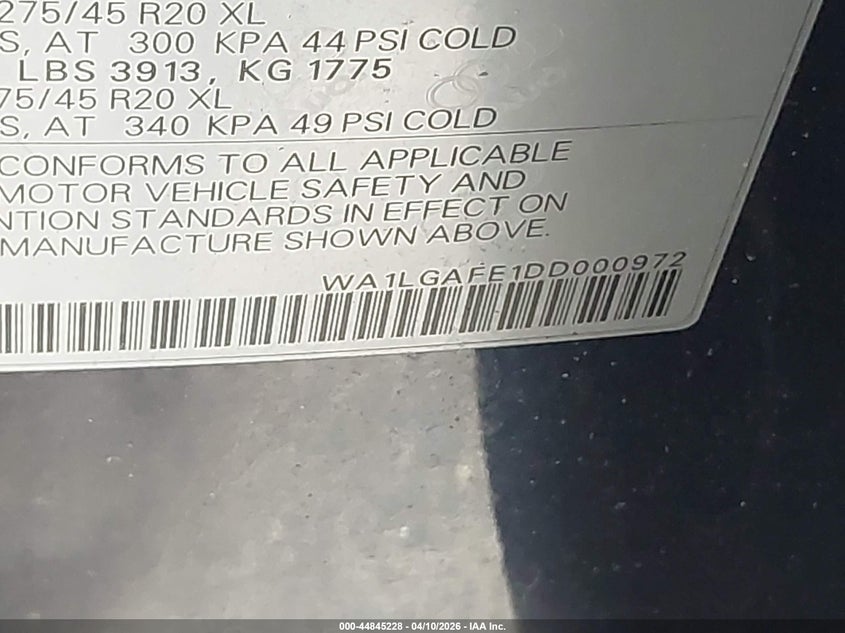 275/45 R20 XL
S, AT 300 KPA 44 PSI COLD
LBS 3913, KG 1775
75/45 R20 XL
S, AT 340 KPA 49 PSI COLD
CONFORMS TO ALL APPLICABLE
MOTOR VEHICLE SAFETY AND
NTION STANDARDS IN EFFECT ON
MANUFACTURE SHOWN ABOVE.
WA1LGAFE1DD000972
000-44845228 - 04/10/2026 - IAA Inc.